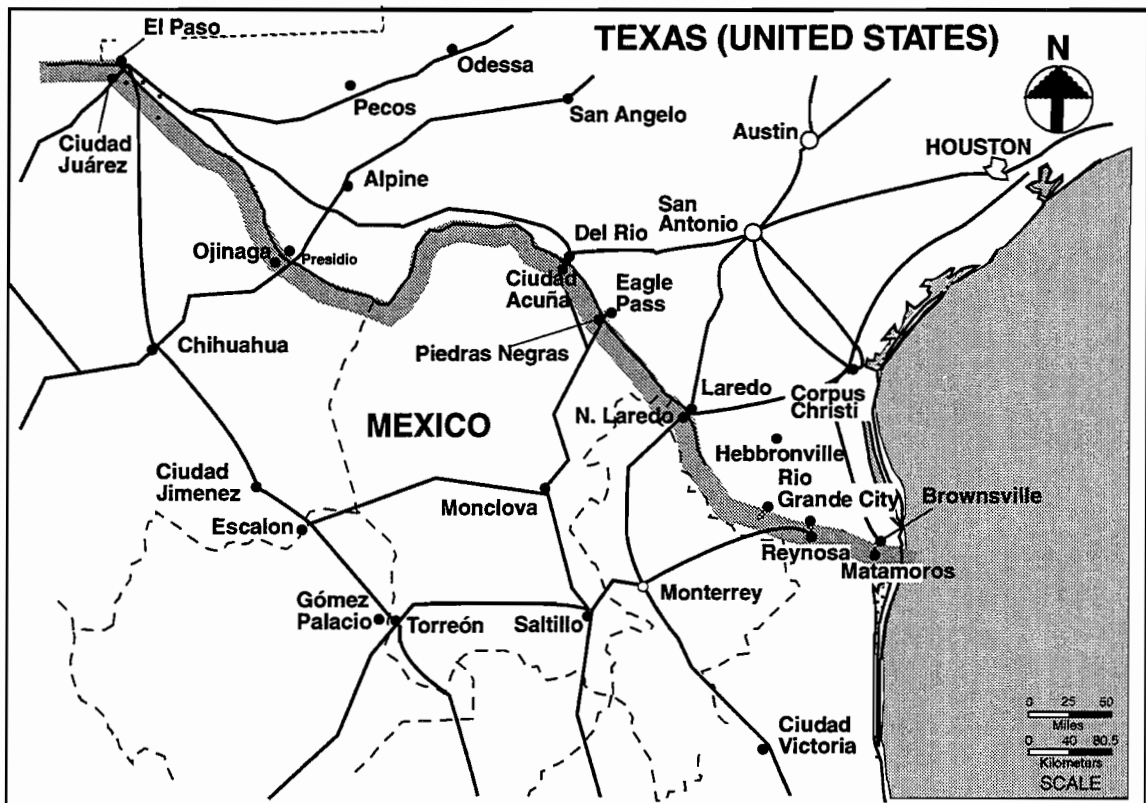 El Paso
TEXAS (UNITED STATES)
N
Odessa
Pecos
San Angelo
Austin
Ciudad
Juárez
HOUSTON
Alpine
San
Antonio
Del Rio
Ojinaga
Presidio
Ciudad
Acuña
Eagle
Pass
Chihuahua
Piedras Negras
Laredo
Corpus
Christi
MEXICO
N. Laredo
Hebbronville
Ciudad
Jimenez
Rio
Grande City
Monclova
Brownsville
Escalon
Reynosa
Matamoros
Gómez
Palacio
Torreón
Saltillo
Monterrey
Ciudad
Victoria
0 25 50
Miles
0 40 80.5
Kilometers
SCALE